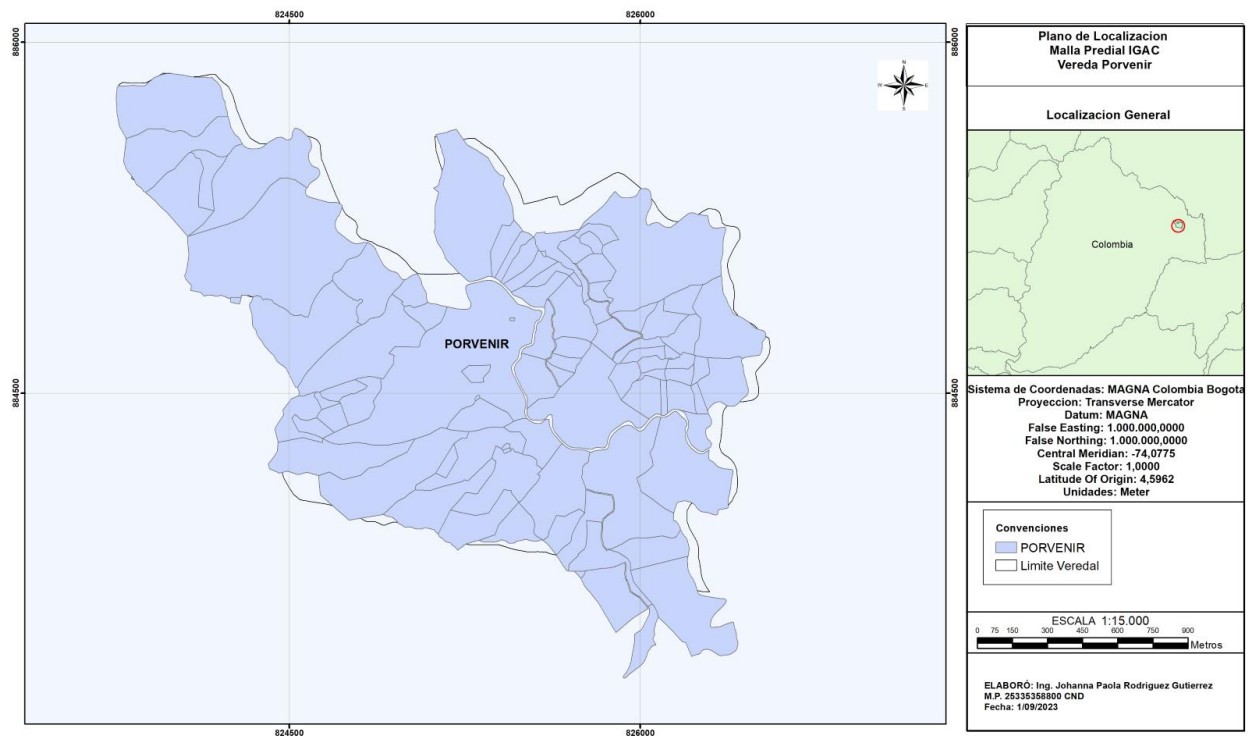 824500
826000
886000
886000
N
W
E
S
PORVENIR
884500
884500
824500
826000
Plano de Localizacion
Malla Predial IGAC
Vereda Porvenir
Localizacion General
Colombia
Sistema de Coordenadas: MAGNA Colombia Bogota
Proyeccion: Transverse Mercator
Datum: MAGNA
False Easting: 1.000.000,0000
False Northing: 1.000.000,0000
Central Meridian: -74,0775
Scale Factor: 1,0000
Latitude Of Origin: 4,5962
Unidades: Meter
Convenciones
PORVENIR
Limite Veredal
ESCALA 1:15.000
0 75 150 300 450 600 750 900
Metros
ELABORÓ: Ing. Johanna Paola Rodriguez Gutierrez
M.P. 25335358800 CND
Fecha: 1/09/2023